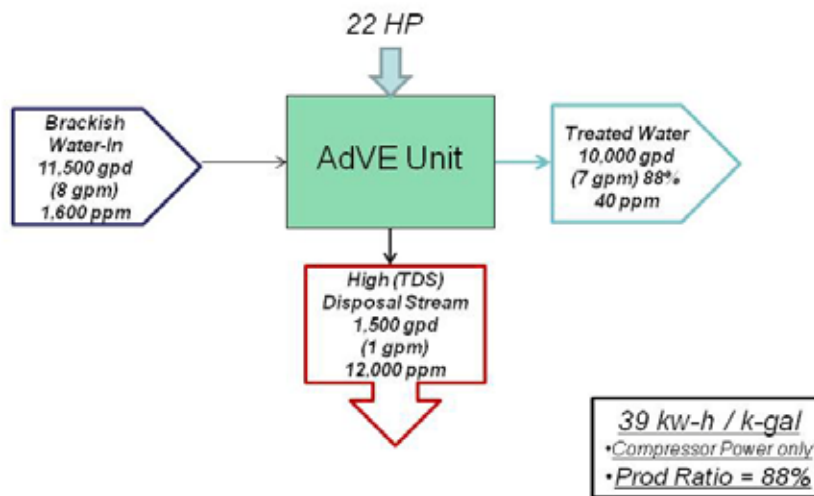 22 HP
Brackish
Water-In
11,500 gpd
(8 gpm)
1,600 ppm
AdVE Unit
Treated Water
10,000 gpd
(7 gpm) 88%
40 ppm
High (TDS)
Disposal Stream
1,500 gpd
(1 gpm)
12,000 ppm
39 kw-h / k-gal
•Compressor Power only
•Prod Ratio = 88%